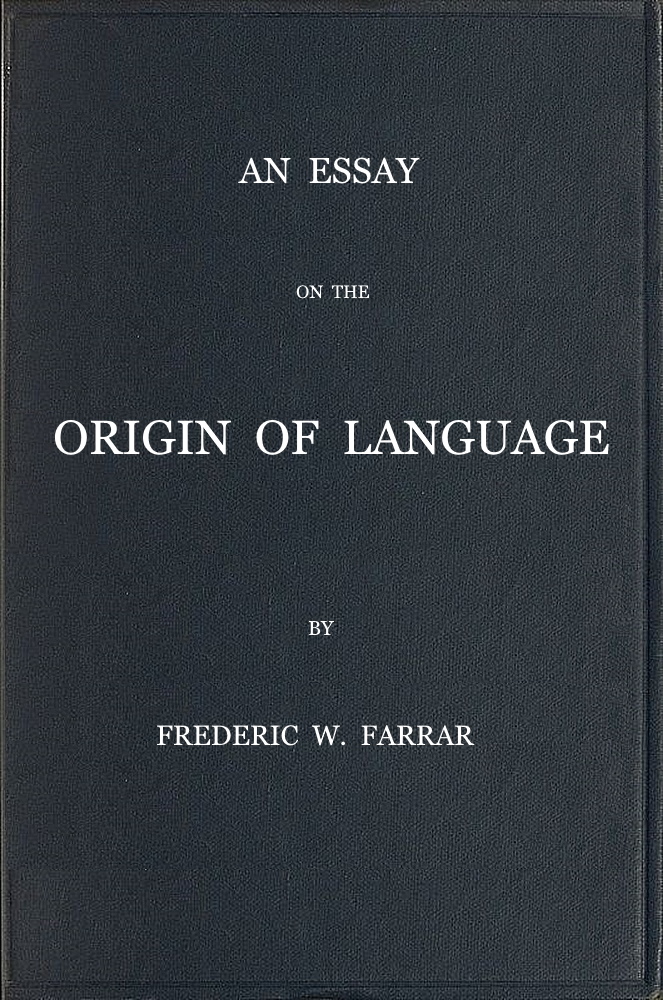 AN ESSAY
ON THE
ORIGIN OF LANGUAGE
BY
FREDERIC W. FARRAR